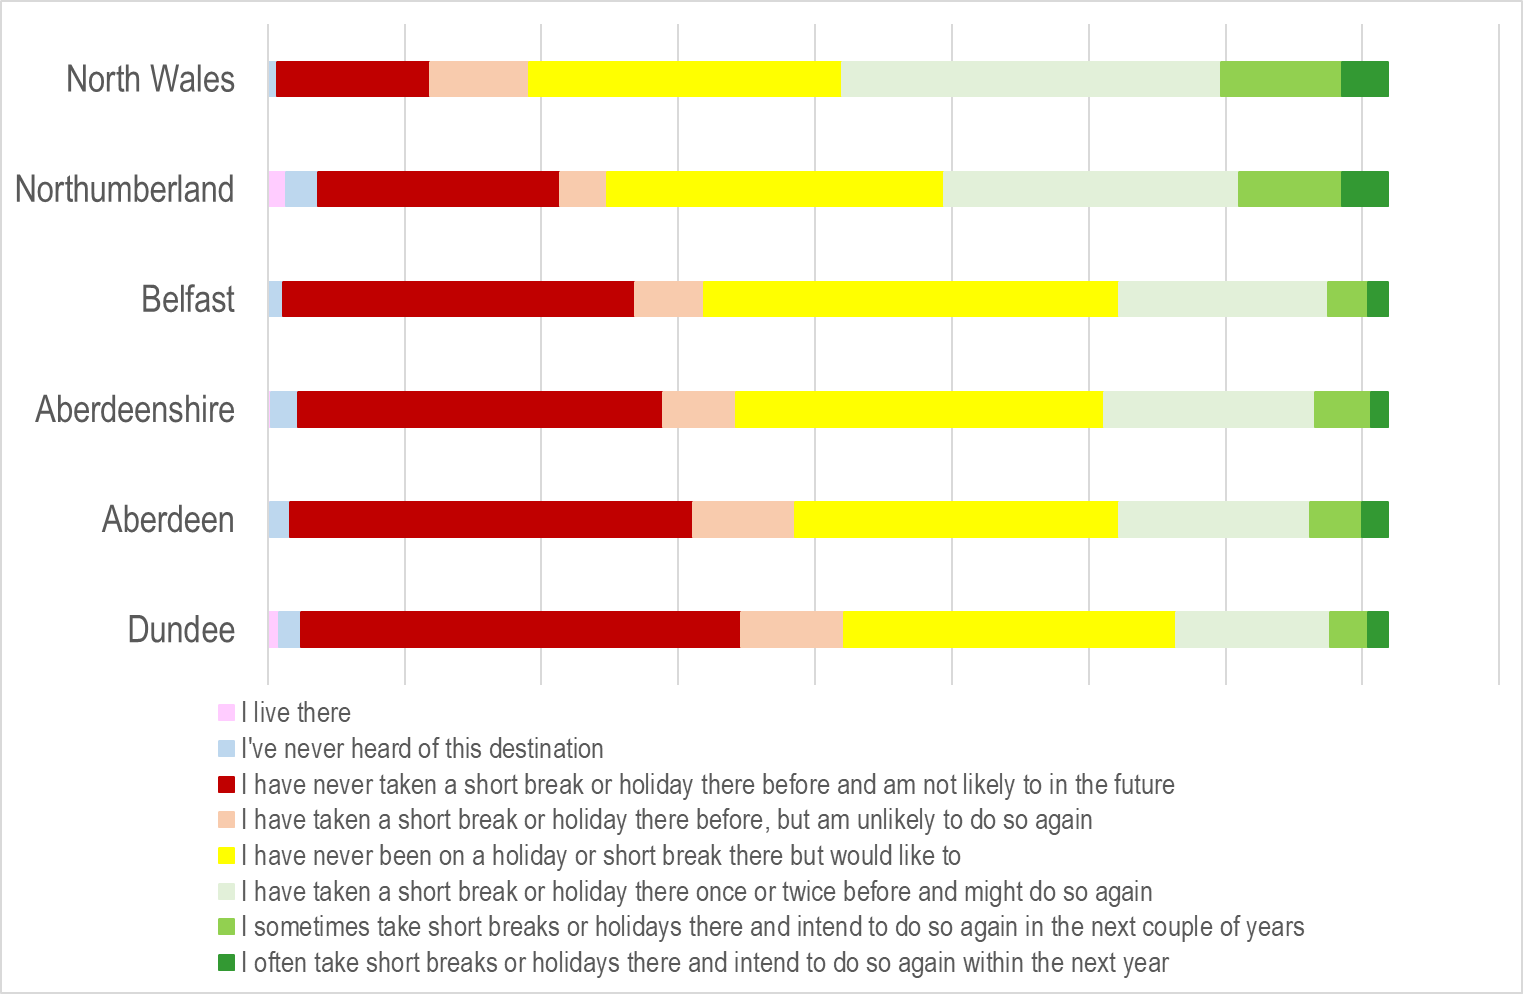 North Wales
Northumberland
Belfast
Aberdeenshire
Aberdeen
Dundee
I live there
I've never heard of this destination
I have never taken a short break or holiday there before and am not likely to in the future
I have taken a short break or holiday there before, but am unlikely to do so again
I have never been on a holiday or short break there but would like to
I have taken a short break or holiday there once or twice before and might do so again
I sometimes take short breaks or holidays there and intend to do so again in the next couple of years
I often take short breaks or holidays there and intend to do so again within the next year